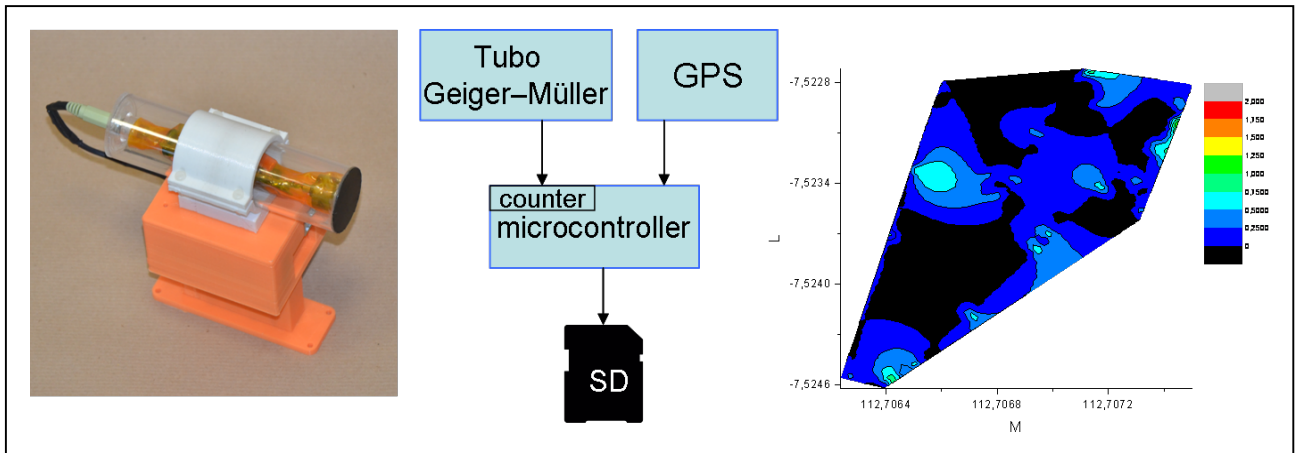 Tubo
Geiger–Müller
GPS
counter
microcontroller
SD
-7,5228
-7,5234
-7,5240
-7,5246
L
112,7064
112,7068
112,7072
M
2,000
1,750
1,500
1,250
1,000
0,7500
0,5000
0,2500
0